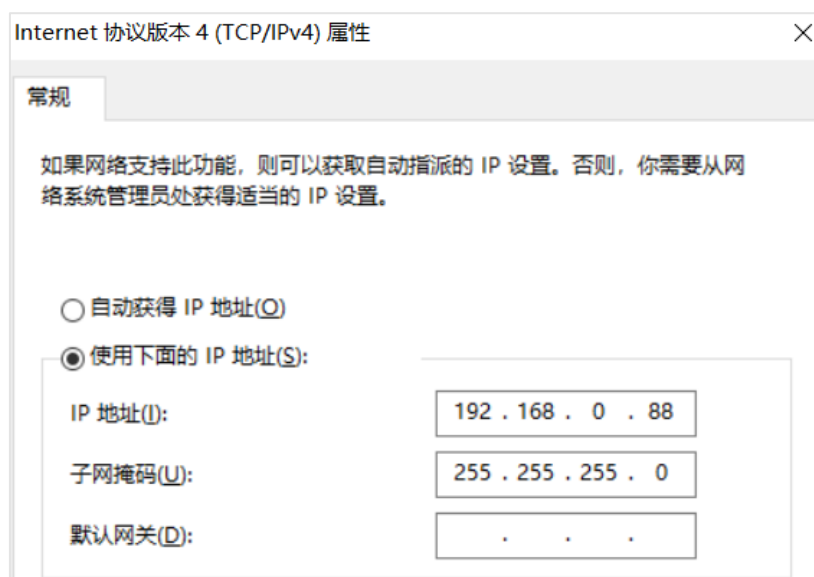 Internet 协议版本 4 (TCP/IPv4) 属性
常规
如果网络支持此功能，则可以获取自动指派的 IP 设置。否则，你需要从网
络系统管理员处获得适当的 IP 设置。
自动获得 IP 地址(O)
使用下面的 IP 地址(S):
IP 地址(I):
192 . 168 . 0 . 88
子网掩码(U):
255 . 255 . 255 . 0
默认网关(D):
. . .